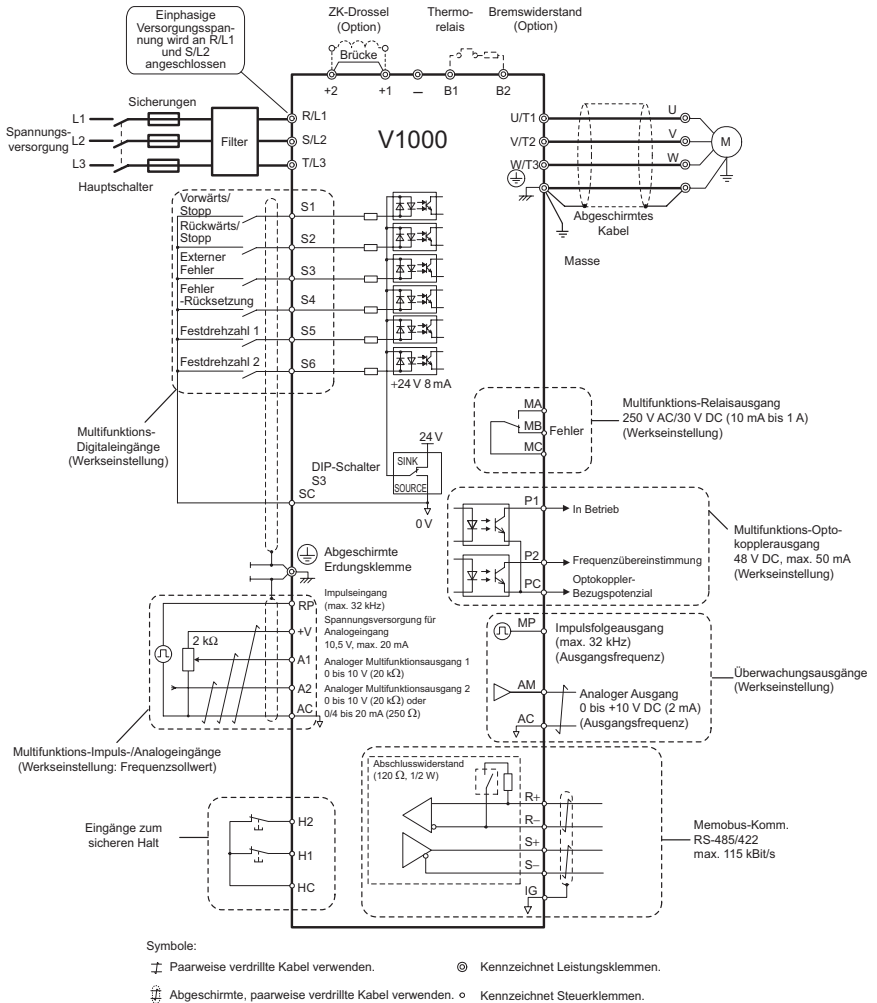 Einphasige
Versorgungsspan-
nung wird an R/L1
und S/L2
angeschlossen
ZK-Drossel
(Option)
Thermo-
relais
Bremswiderstand
(Option)
Brücke
+2
+1
–
B1
B2
Sicherungen
L1
L2
L3
Spannungs-
versorgung
Hauptschalter
Filter
R/L1
S/L2
T/L3
V1000
U/T1
V/T2
W/T3
U
V
W
M
Abgeschirmtes
Kabel
Masse
Vorwärts/
Stopp
Rückwärts/
Stopp
Externer
Fehler
Fehler
-Rücksetzung
Festdrehzahl 1
Festdrehzahl 2
S1
S2
S3
S4
S5
S6
+24 V 8 mA
Multifunktions-
Digitaleingänge
(Werkseinstellung)
24 V
DIP-Schalter
S3
SINK
SOURCE
SC
0 V
MA
MB
MC
Fehler
Multifunktions-Relaisausgang
250 V AC/30 V DC (10 mA bis 1 A)
(Werkseinstellung)
P1
In Betrieb
P2
Frequenzübereinstimmung
PC
Optokoppler-
Bezugspotenzial
Multifunktions-Opto-
kopplerausgang
48 V DC, max. 50 mA
(Werkseinstellung)
Abgeschirmte
Erdungsklemme
RP
Impulseingang
(max. 32 kHz)
+V
Spannungsversorgung für
Analogeingang
10,5 V, max. 20 mA
2 kΩ
A1
Analoger Multifunktionsausgang 1
0 bis 10 V (20 kΩ)
A2
Analoger Multifunktionsausgang 2
0 bis 10 V (20 kΩ) oder
0/4 bis 20 mA (250 Ω)
AC
Multifunktions-Impuls-/Analogeingänge
(Werkseinstellung: Frequenzsollwert)
MP
Impulsfolgeausgang
(max. 32 kHz)
(Ausgangsfrequenz)
AM
Analoger Ausgang
0 bis +10 V DC (2 mA)
(Ausgangsfrequenz)
AC
Überwachungsausgänge
(Werkseinstellung)
Abschlusswiderstand
(120 Ω, 1/2 W)
R+
R–
S+
S–
IG
Memobus-Komm.
RS-485/422
max. 115 kBit/s
Eingänge zum
sicheren Halt
H2
H1
HC
Symbole:
Paarweise verdrillte Kabel verwenden.
Kennzeichnet Leistungsklemmen.
Abgeschirmte, paarweise verdrillte Kabel verwenden.
Kennzeichnet Steuerklemmen.